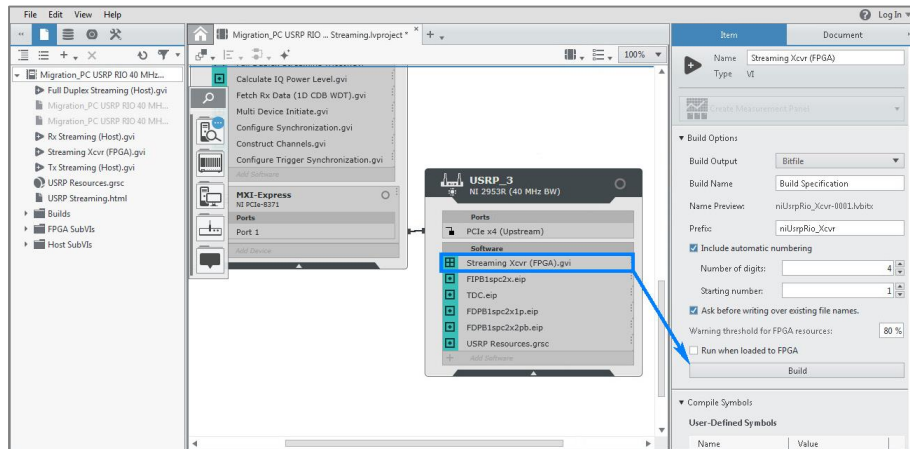 File Edit View Help
Log In
Migration_PC USRP RIO ... Streaming.lvproject *
Item
Document
100%
Migration_PC USRP RIO 40 MHz...
Full Duplex Streaming (Host).gvi
Migration_PC USRP RIO 40 MH...
Migration_PC USRP RIO 40 MH...
Rx Streaming (Host).gvi
Streaming Xcvr (FPGA).gvi
Tx Streaming (Host).gvi
USRP Resources.grsc
USRP Streaming.html
Builds
FPGA SubVIs
Host SubVIs
Calculate IQ Power Level.gvi
Fetch Rx Data (1D CDB WDT).gvi
Multi Device Initiate.gvi
Configure Synchronization.gvi
Construct Channels.gvi
Configure Trigger Synchronization.gvi
Add Software
MXI-Express
NI PCIe-8371
Ports
Port 1
Add Device
USRP_3
NI 2953R (40 MHz BW)
Ports
PCIe x4 (Upstream)
Software
Streaming Xcvr (FPGA).gvi
FIPB1spc2x.eip
TDC.eip
FDPB1spc2x1p.eip
FDPB1spc2x2pb.eip
USRP Resources.grsc
Add Software
Name Streaming Xcvr (FPGA)
Type VI
Create Measurement Panel
Build Options
Build Output Bitfile
Build Name Build Specification
Name Preview: niUsrpRio_Xcvr-0001.lvbitx
Prefix: niUsrpRio_Xcvr
Include automatic numbering
Number of digits: 4
Starting number: 1
Ask before writing over existing file names.
Warning threshold for FPGA resources: 80 %
Run when loaded to FPGA
Build
Compile Symbols
User-Defined Symbols
Name Value